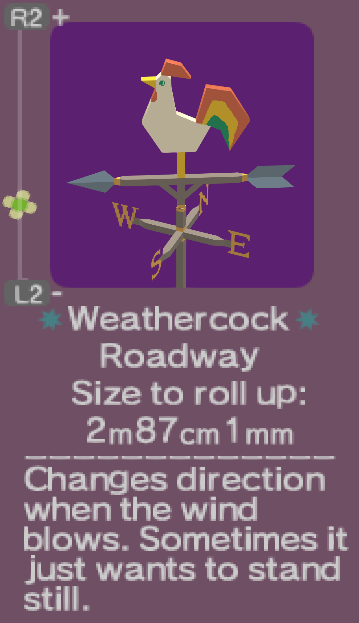 R2 +
N
W
E
S
L2 -
Weathercock
Roadway
Size to roll up:
2m87cm1mm
Changes direction
when the wind
blows. Sometimes it
just wants to stand
still.